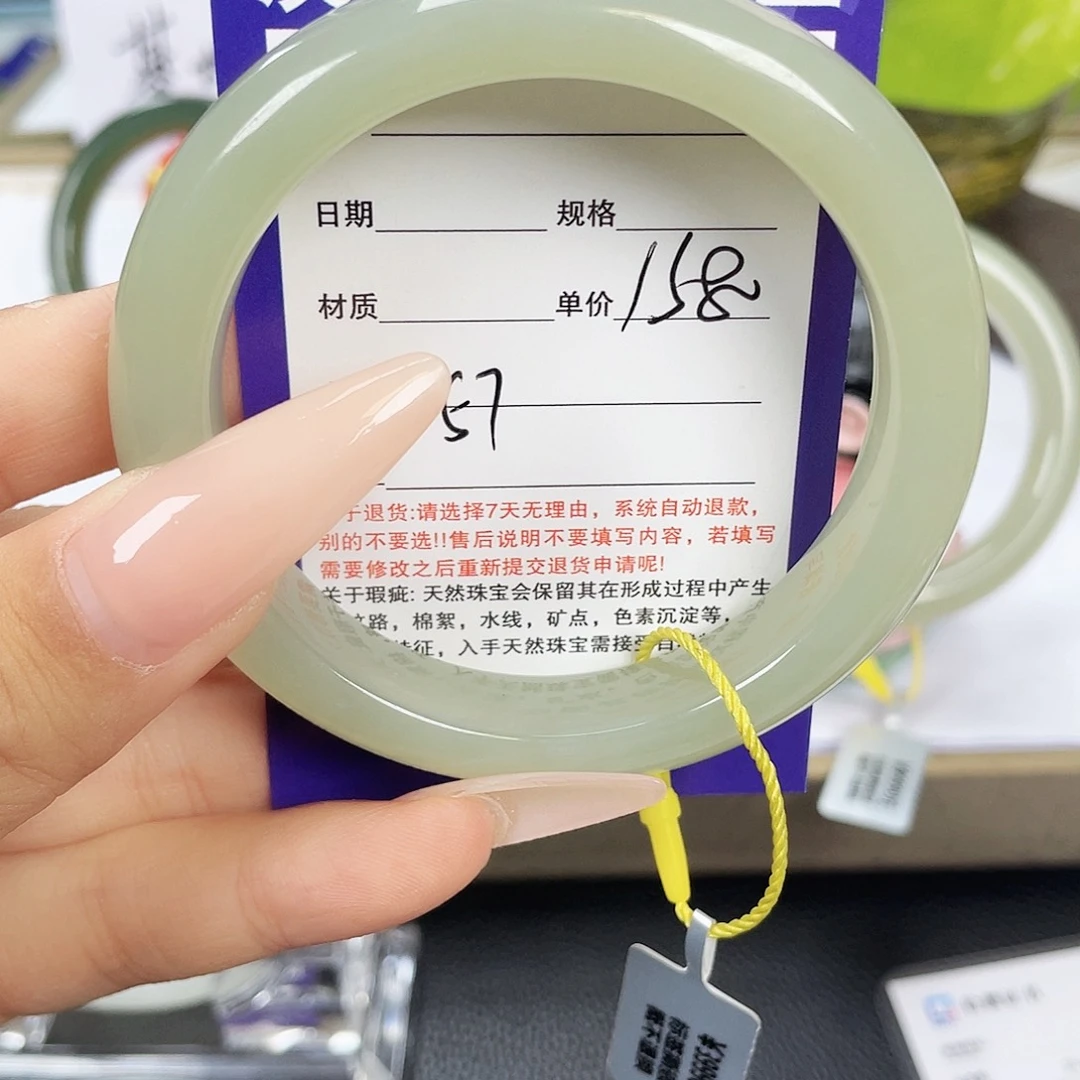 日期 规格
材质 单价 158
57
于退货:请选择7天无理由，系统自动退款，
别的不要选!!售后说明不要填写内容，若填写
需要修改之后重新提交退货申请呢!
关于瑕疵: 天然珠宝会保留其在形成过程中产生
纹路，棉絮，水线，矿点，色素沉淀等，
特征，入手天然珠宝需接受自